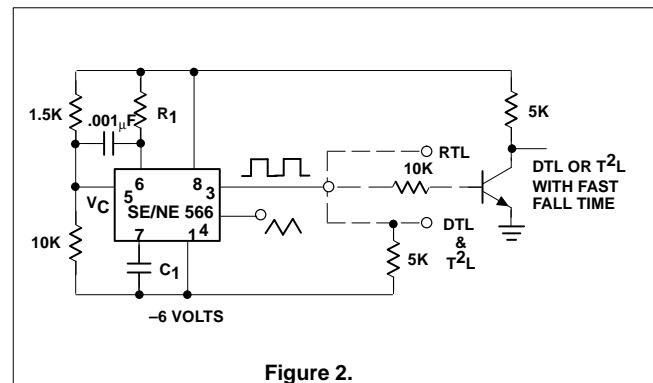 1.5K
.001μF
R1
5K
RTL
10K
DTL OR T²L
WITH FAST
FALL TIME
6
8
3
5
VC
SE/NE 566
4
7
1
10K
C1
DTL
&
T²L
5K
–6 VOLTS
Figure 2.